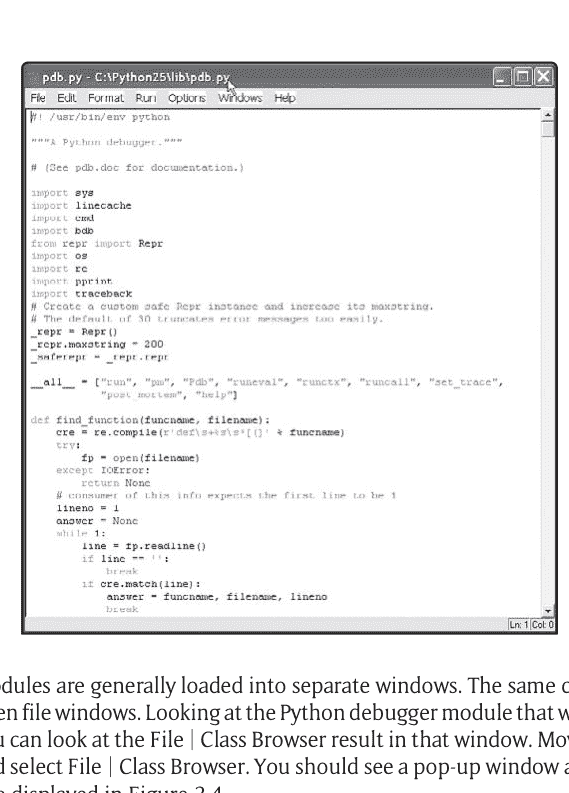 pdb.py - C:\Python25\lib\pdb.py
File Edit Format Run Options Windows Help
#! /usr/bin/env python
"""A Python debugger."""
# (See pdb.doc for documentation.)
import sys
import linecache
import cmd
import bdb
from repr import Repr
import os
import re
import pprint
import traceback
# Create a custom safe Repr instance and increase its maxstring.
# The default of 30 truncates error messages too easily.
_repr = Repr()
_repr.maxstring = 200
_saferepr = _repr.repr
__all__ = ["run", "pm", "Pdb", "runeval", "runctx", "runcall", "set_trace",
"post_mortem", "help"]
def find_function(funcname, filename):
cre = re.compile(r'def\s+%s\s*[(]' % funcname)
try:
fp = open(filename)
except IOError:
return None
# consumer of this info expects the first line to be 1
lineno = 1
answer = None
while 1:
line = fp.readline()
if line == '':
break
if cre.match(line):
answer = funcname, filename, lineno
break
Ln: 1 Col: 0
odules are generally loaded into separate windows. The same o
en file windows. Looking at the Python debugger module that w
u can look at the File | Class Browser result in that window. Mov
d select File | Class Browser. You should see a pop-up window a
displayed in Figure 2.4